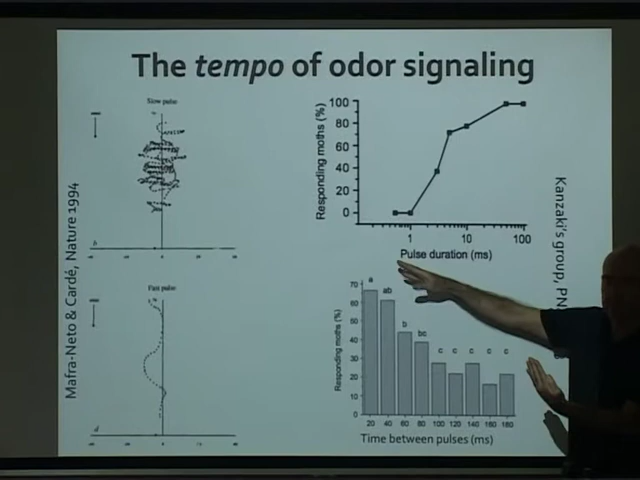 The tempo of odor signaling
Slow pulse
b
Mafra-Neto & Cardé, Nature 1994
Fast pulse
d
Responding moths (%)
100
80
60
40
20
0
1 10 100
Pulse duration (ms)
Kanzaki's group, PN
Responding moths (%)
70
60
50
40
30
20
10
0
a
ab
b
bc
c c c c c
20 40 60 80 100 120 140 160 180
Time between pulses (ms)